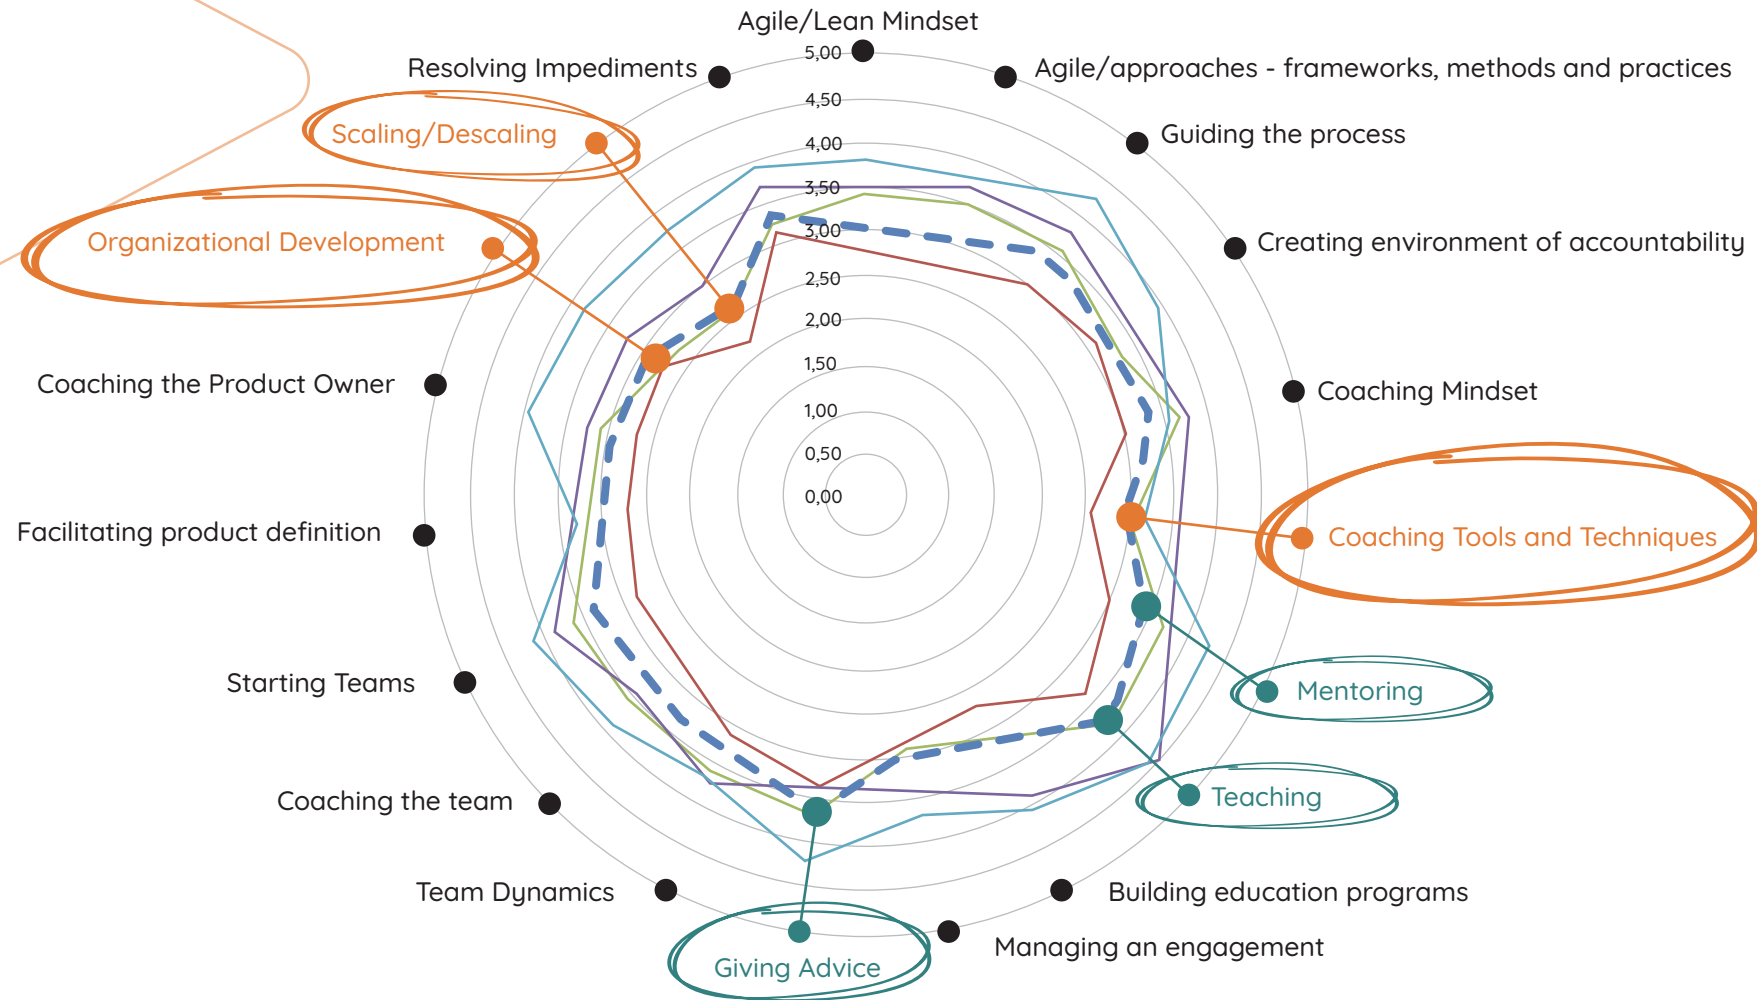 Agile/Lean Mindset
5,00
Resolving Impediments
Agile/approaches - frameworks, methods and practices
4,50
Scaling/Descaling
4,00
Guiding the process
3,50
Organizational Development
3,00
Creating environment of accountability
2,50
2,00
1,50
Coaching the Product Owner
Coaching Mindset
1,00
0,50
0,00
Facilitating product definition
Coaching Tools and Techniques
Starting Teams
Mentoring
Coaching the team
Teaching
Team Dynamics
Building education programs
Managing an engagement
Giving Advice